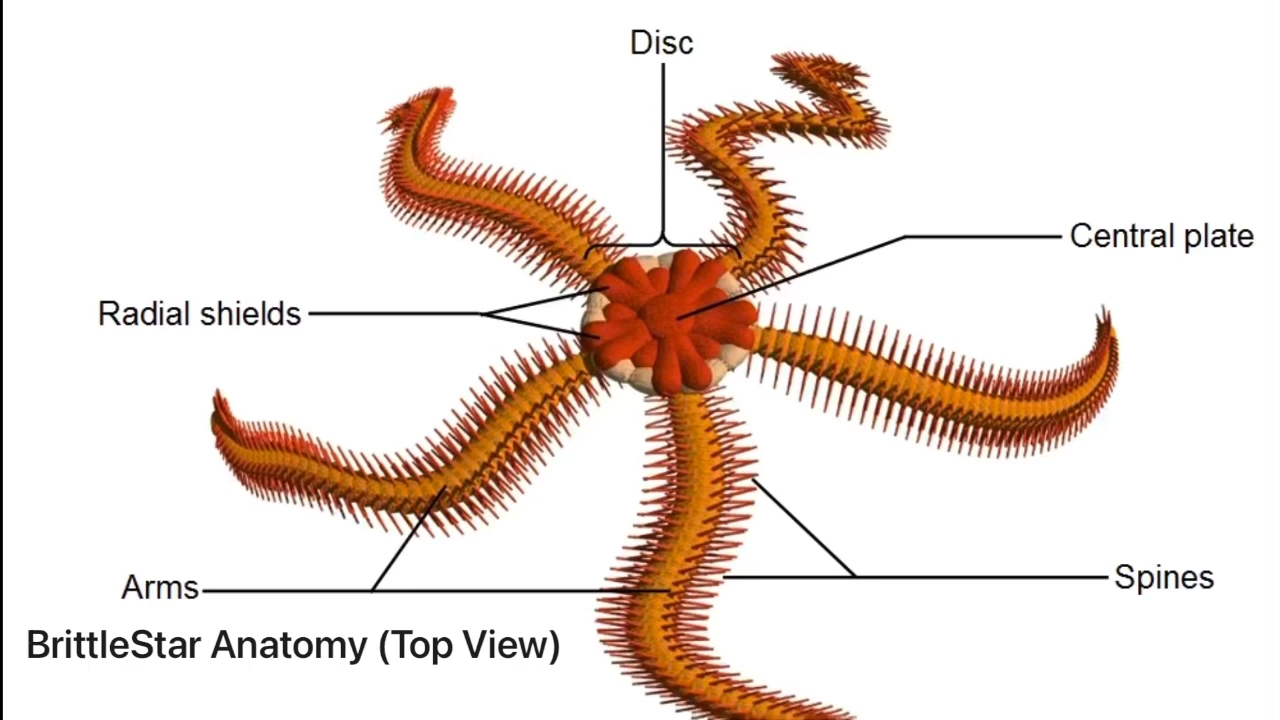 Disc
Central plate
Radial shields
Arms
Spines
BrittleStar Anatomy (Top View)